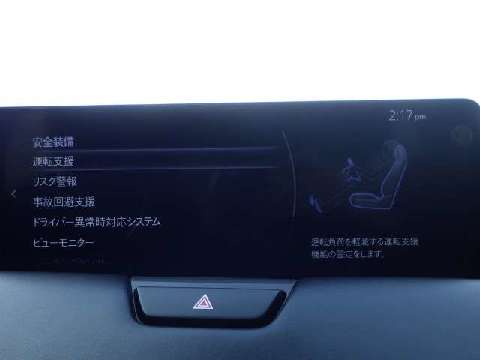 2:17 pm
安全装備
運転支援
リスク警報
事故回避支援
ドライバー異常時対応システム
ビューモニター
運転負荷を軽減する運転支援
機能の設定をします。